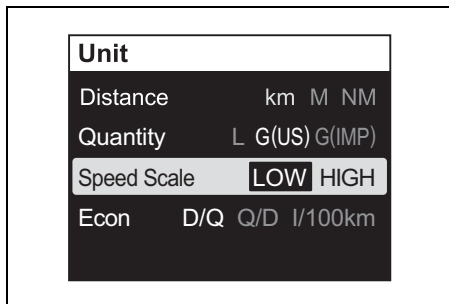 Unit
Distance km M NM
Quantity L G(US) G(IMP)
Speed Scale LOW HIGH
Econ D/Q Q/D l/100km